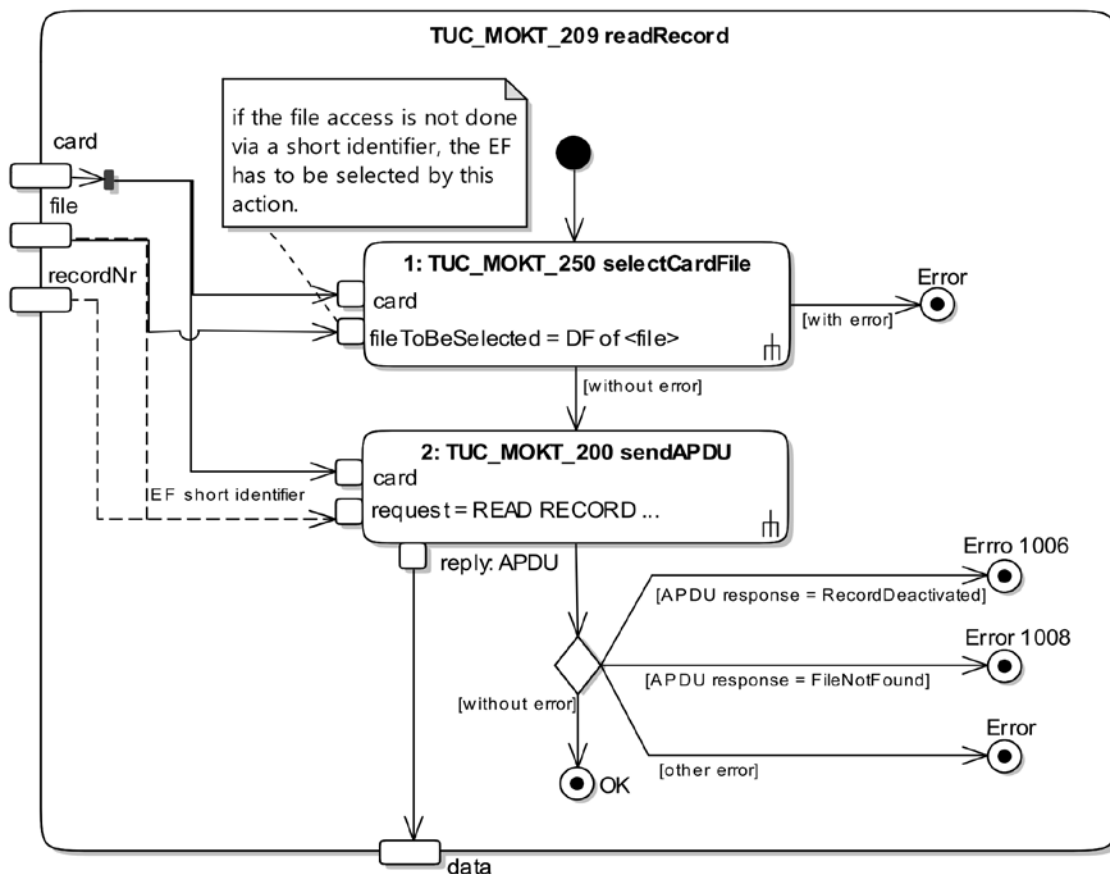 TUC_MOKT_209 readRecord
if the file access is not done
via a short identifier, the EF
has to be selected by this
action.
card
file
recordNr
1: TUC_MOKT_250 selectCardFile
card
fileToBeSelected = DF of <file>
Error
[with error]
[without error]
2: TUC_MOKT_200 sendAPDU
card
EF short identifier
request = READ RECORD ...
reply: APDU
Errro 1006
[APDU response = RecordDeactivated]
Error 1008
[APDU response = FileNotFound]
[without error]
Error
[other error]
OK
data